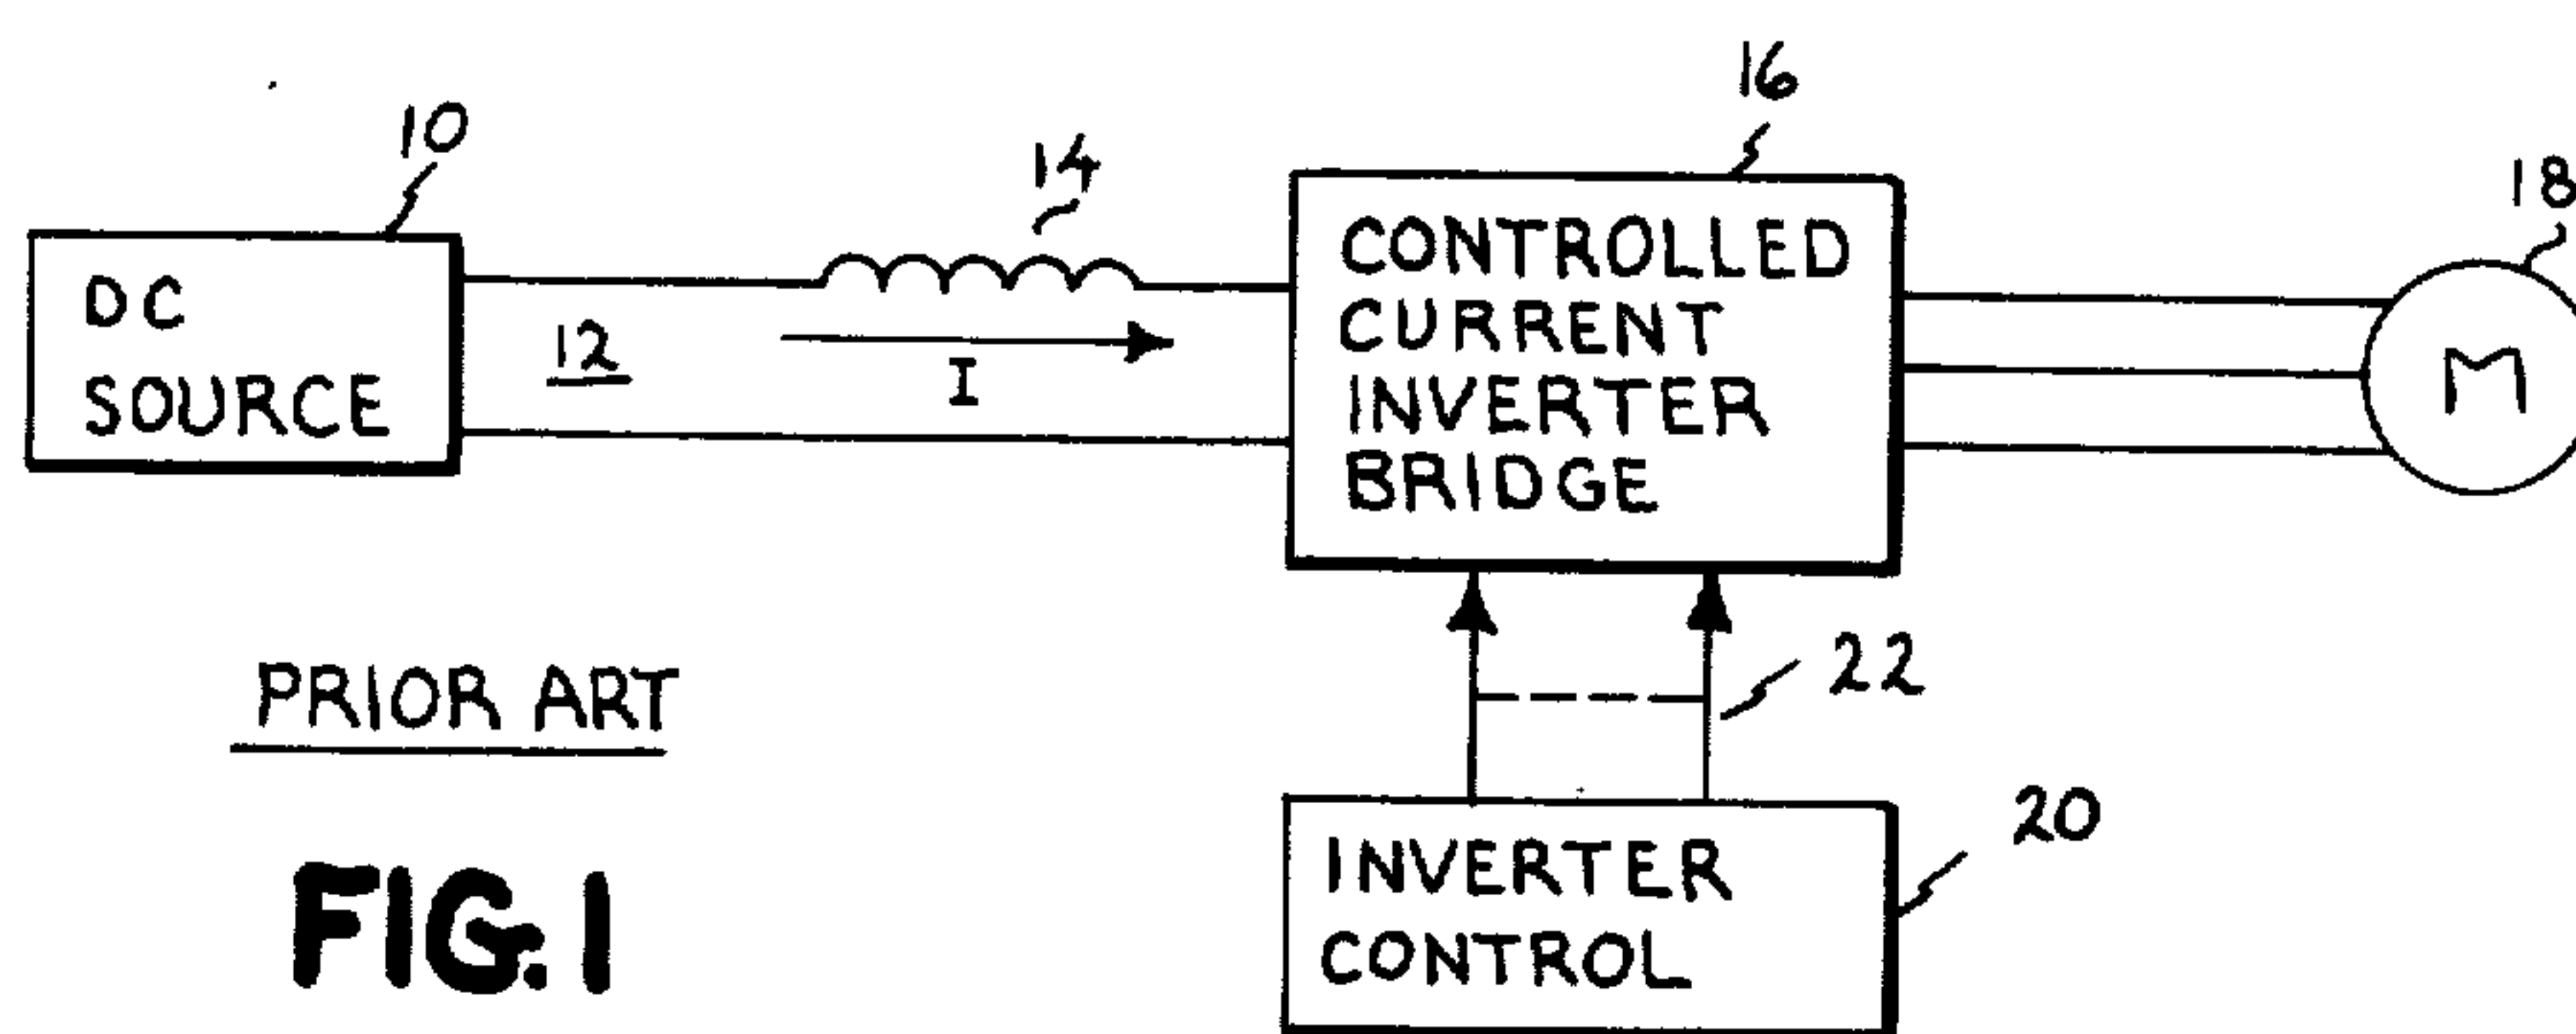 10
DC
SOURCE
12
14
I
16
CONTROLLED
CURRENT
INVERTER
BRIDGE
18
M
22
20
INVERTER
CONTROL
PRIOR ART
FIG. 1